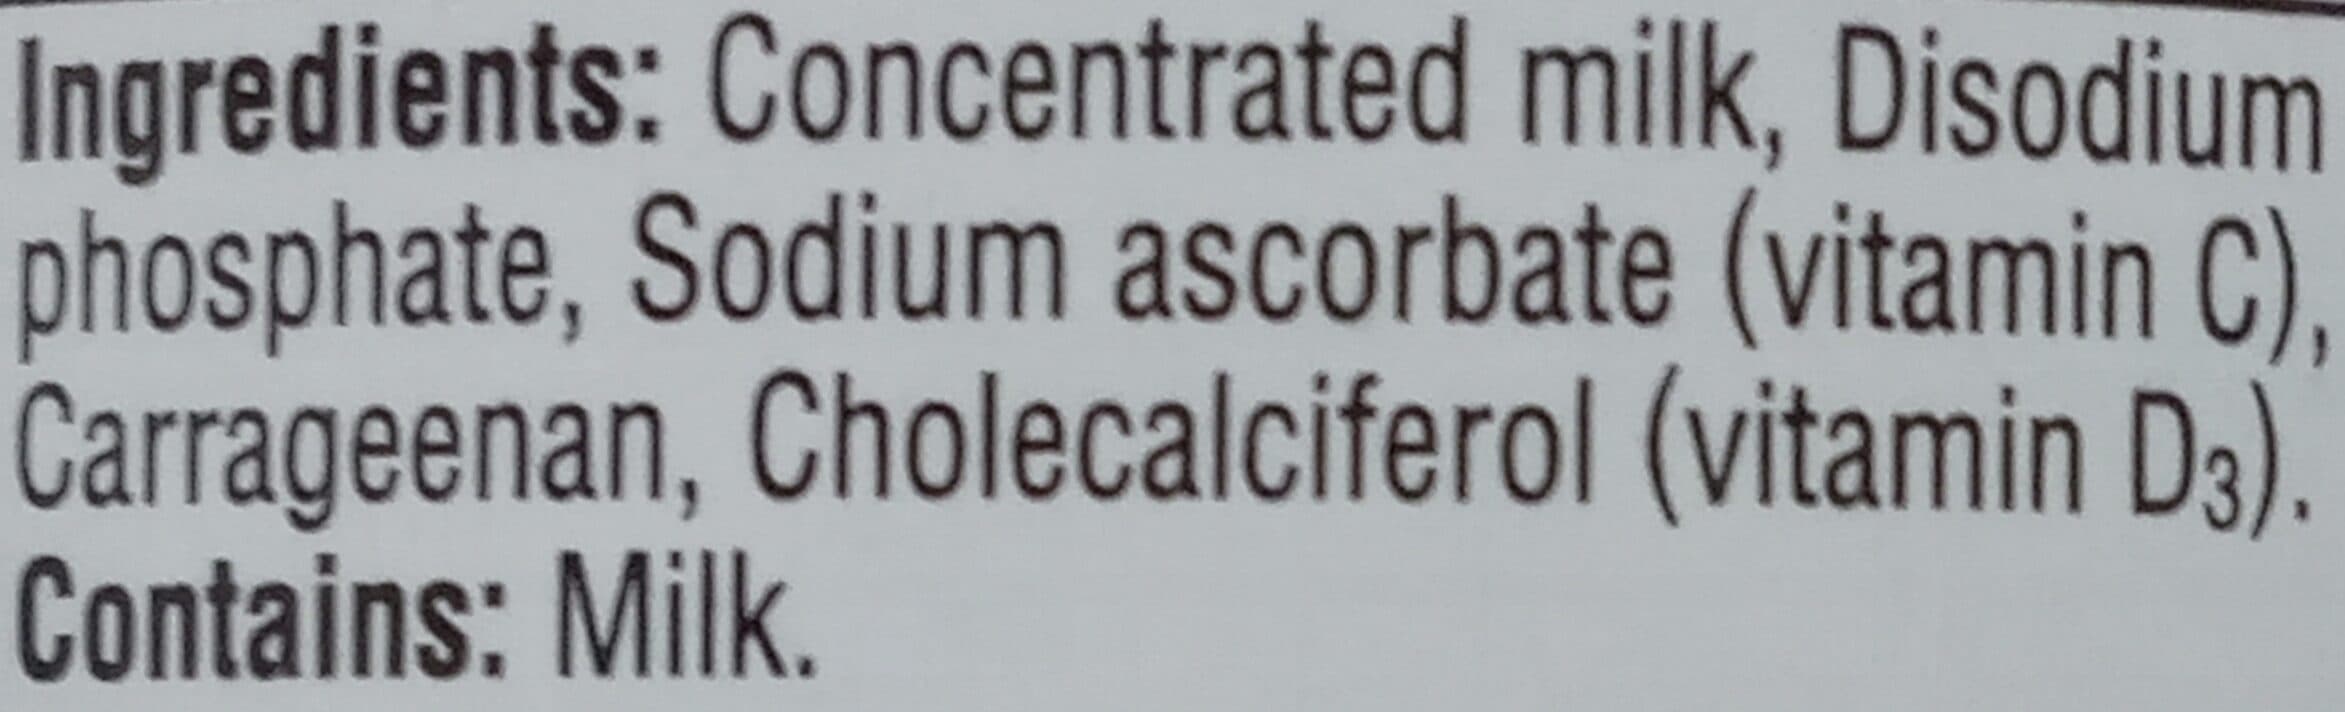 Ingredients: Concentrated milk, Disodium
phosphate, Sodium ascorbate (vitamin C),
Carrageenan, Cholecalciferol (vitamin D3).
Contains: Milk.